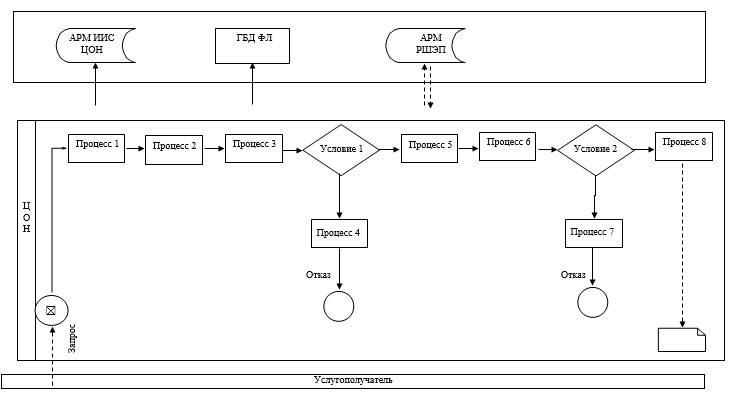 АРМ ИИС
ЦОН
ГБД ФЛ
АРМ
РШЭП
ЦОН
Процесс 1
Процесс 2
Процесс 3
Условие 1
Процесс 5
Процесс 6
Условие 2
Процесс 8
Процесс 4
Процесс 7
Отказ
Отказ
Запрос
Услугополучатель